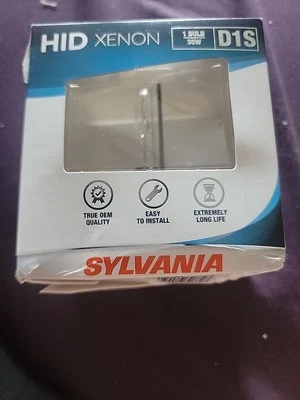 HID XENON
1 BULB
35W
D1S
TRUE OEM
QUALITY
EASY
TO INSTALL
EXTREMELY
LONG LIFE
SYLVANIA